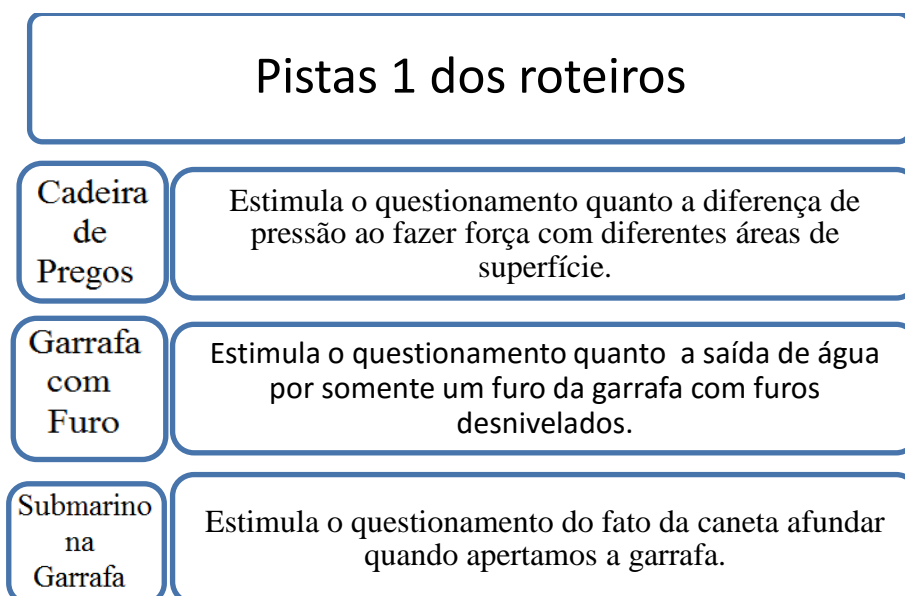 Pistas 1 dos roteiros
Cadeira
de
Pregos
Estimula o questionamento quanto a diferença de
pressão ao fazer força com diferentes áreas de
superfície.
Garrafa
com
Furo
Estimula o questionamento quanto  a saída de água
por somente um furo da garrafa com furos
desnivelados.
Submarino
na
Garrafa
Estimula o questionamento do fato da caneta afundar
quando apertamos a garrafa.